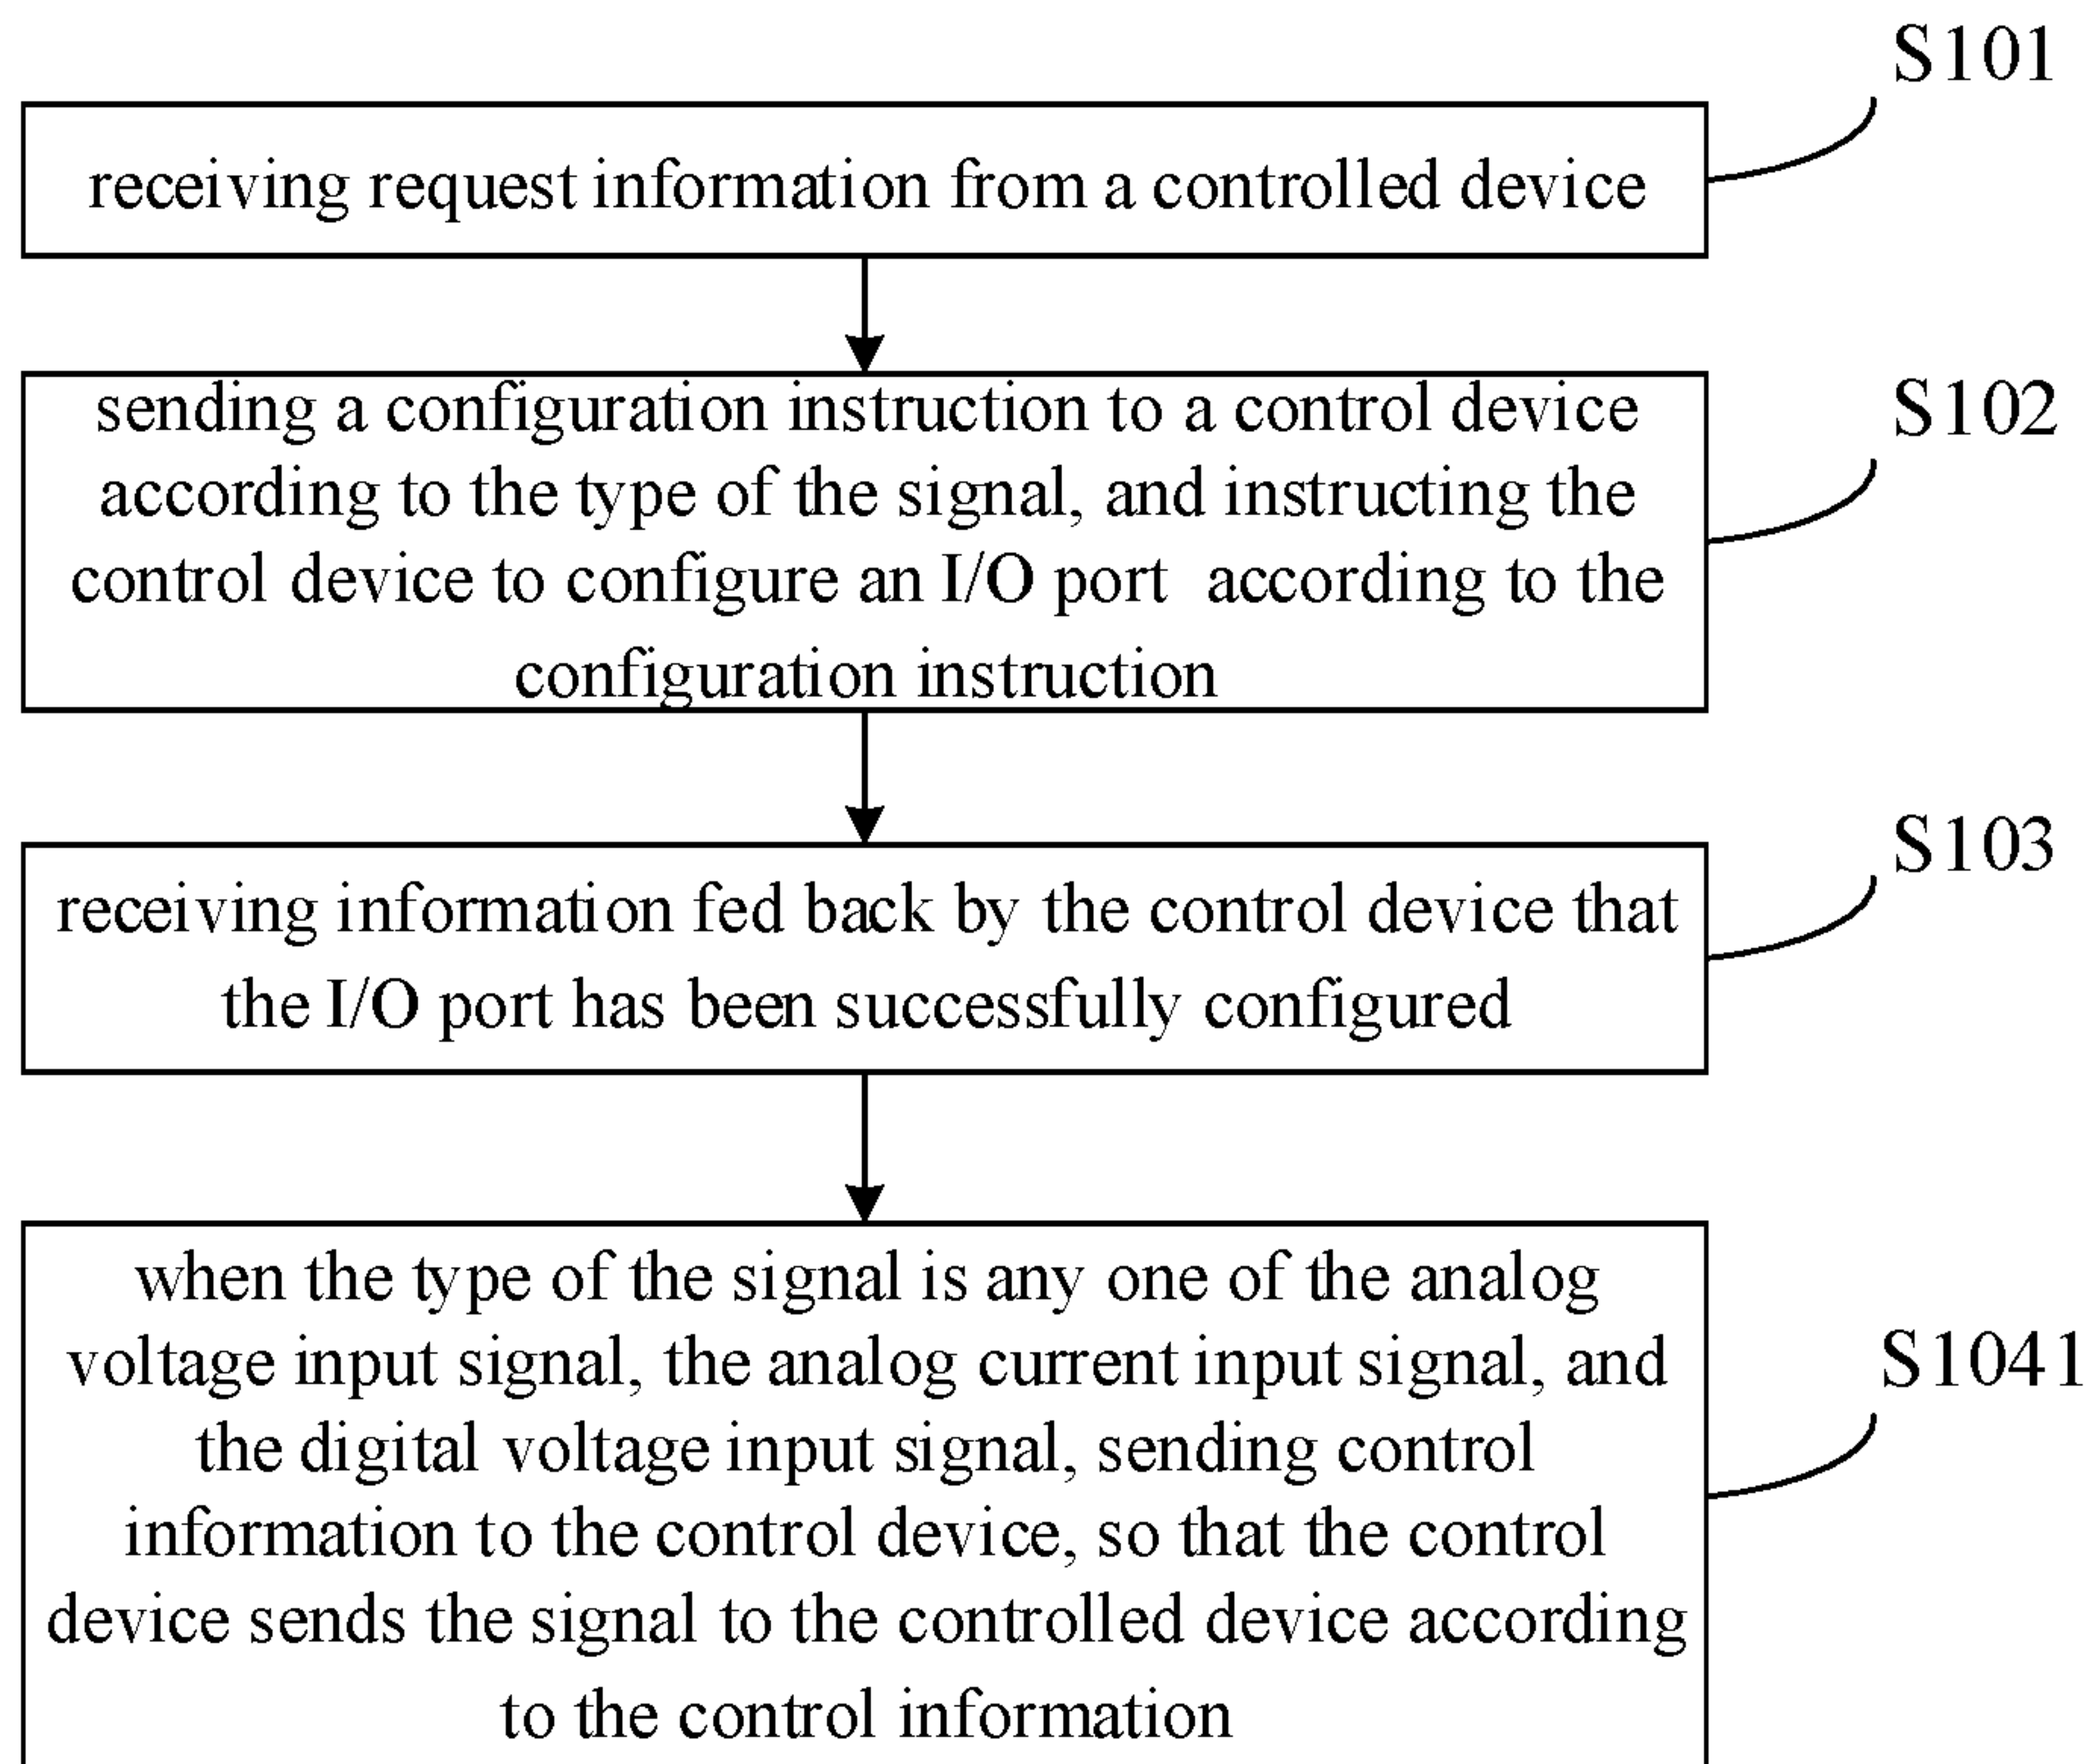 S101
receiving request information from a controlled device
S102
sending a configuration instruction to a control device
according to the type of the signal, and instructing the
control device to configure an I/O port according to the
configuration instruction
S103
receiving information fed back by the control device that
the I/O port has been successfully configured
S1041
when the type of the signal is any one of the analog
voltage input signal, the analog current input signal, and
the digital voltage input signal, sending control
information to the control device, so that the control
device sends the signal to the controlled device according
to the control information